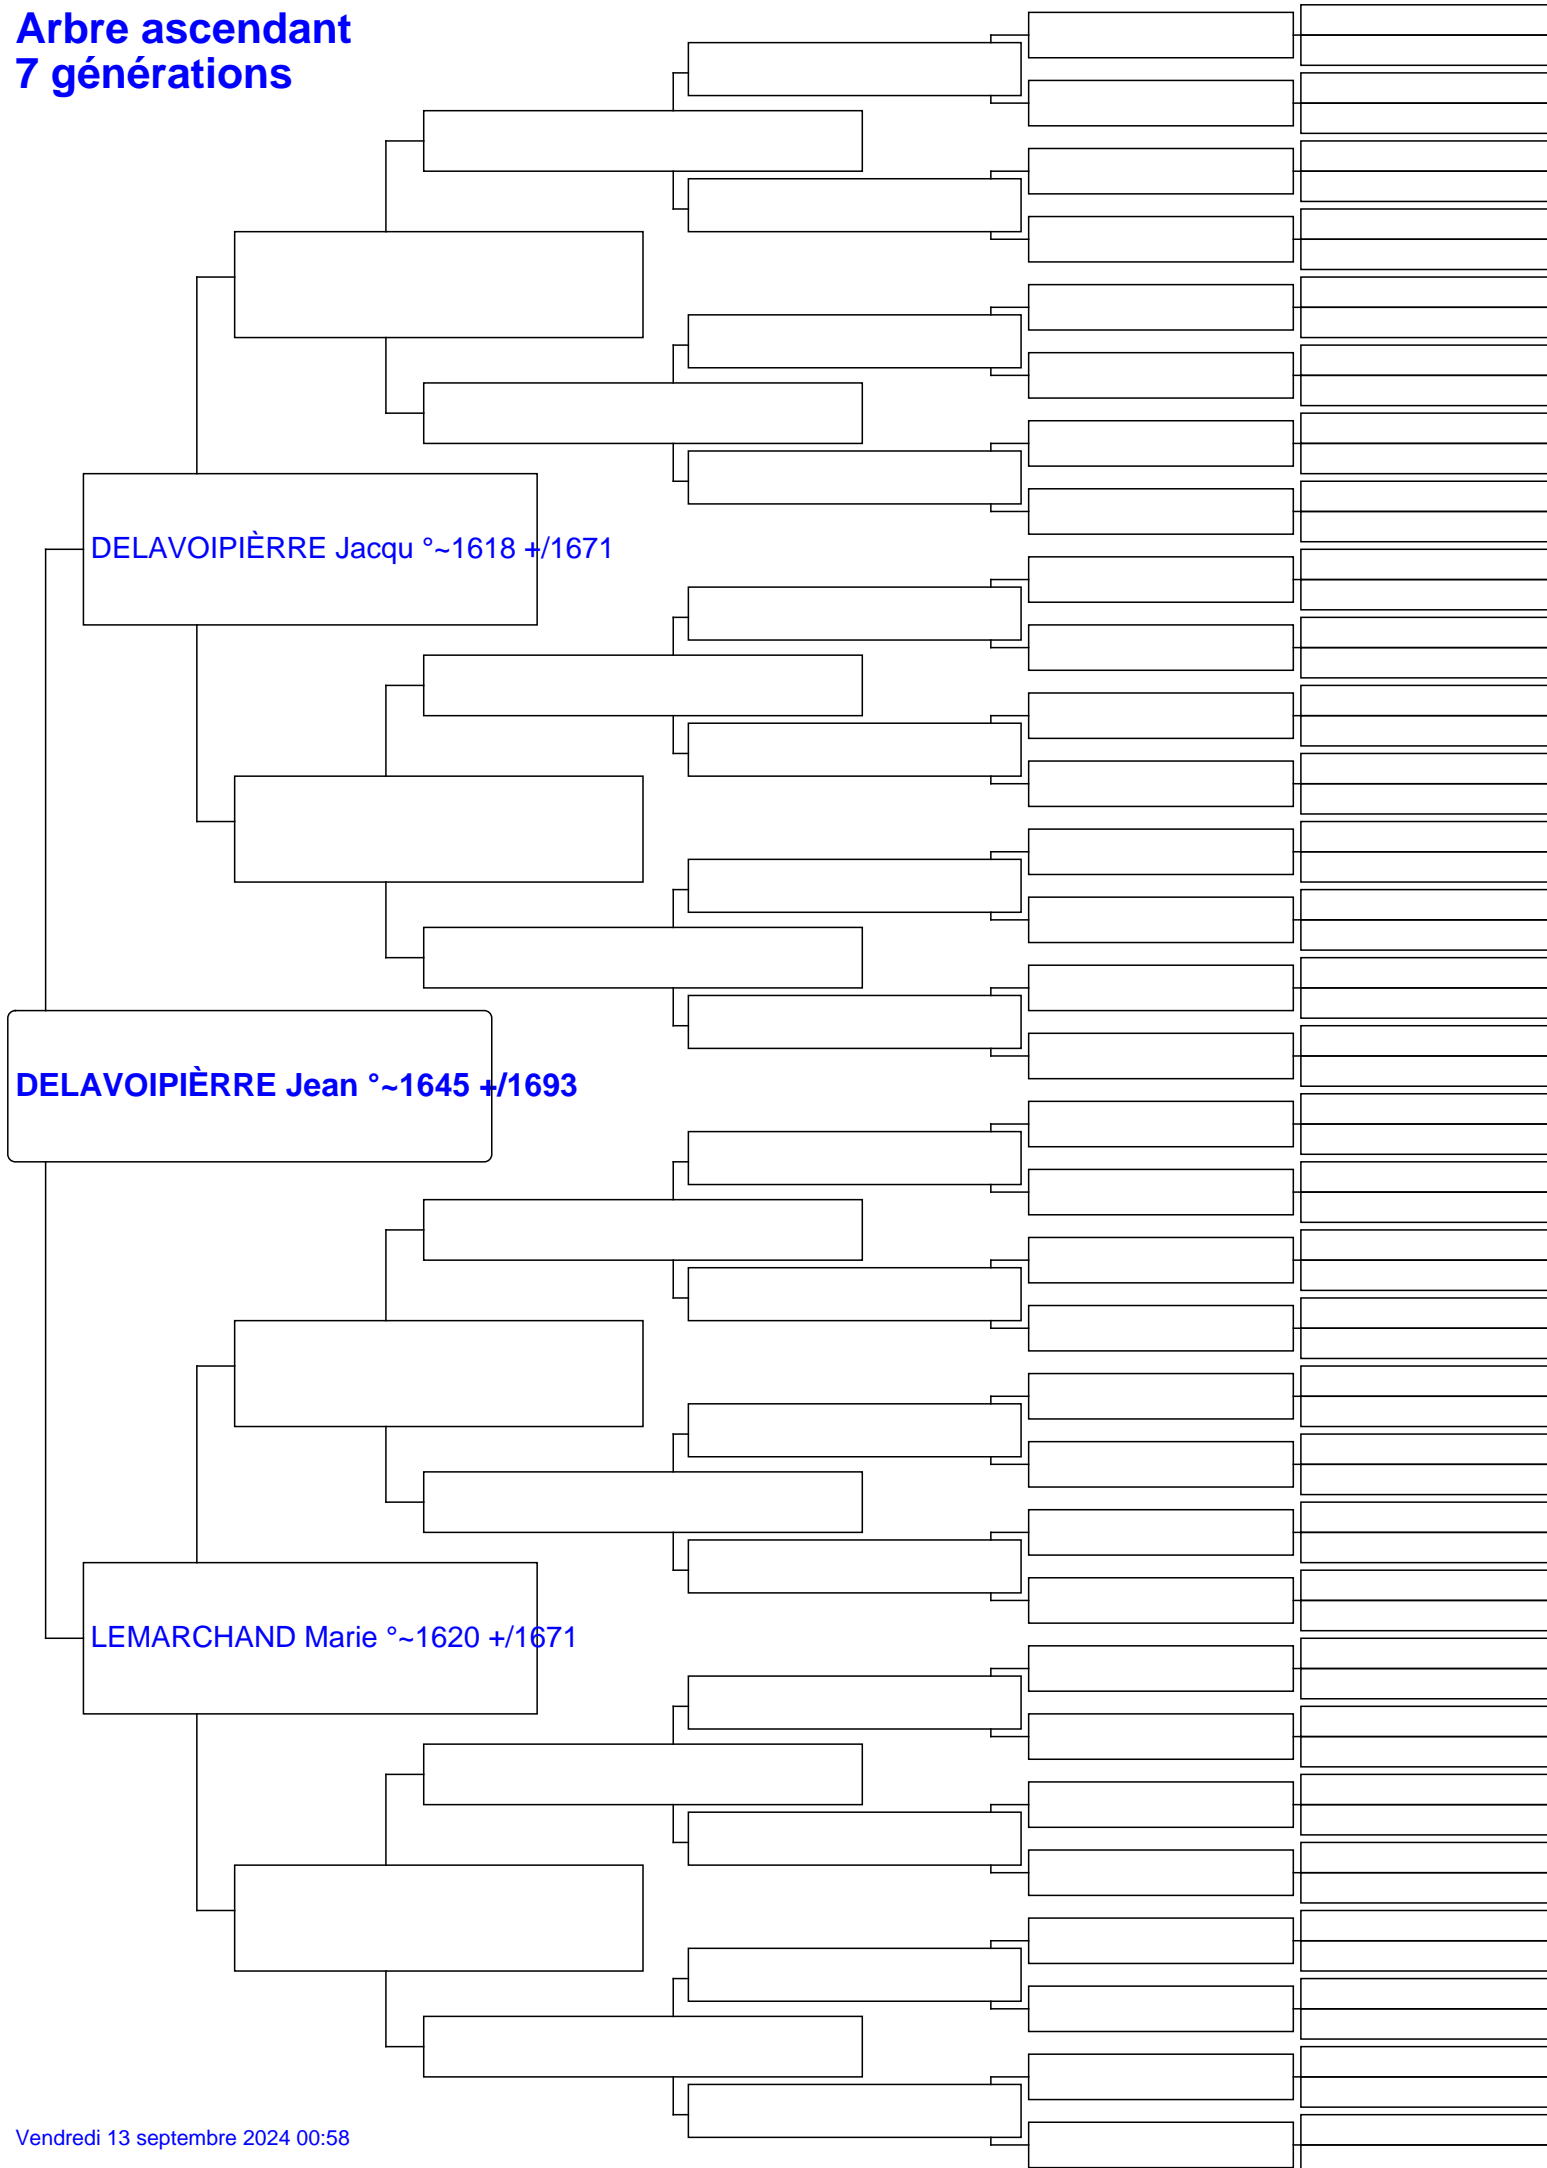 Arbre ascendant
7 générations
DELAVOIPIÈRRE Jacqu °~1618 +/1671
DELAVOIPIÈRRE Jean °~1645 +/1693
LEMARCHAND Marie °~1620 +/1671
Vendredi 13 septembre 2024 00:58